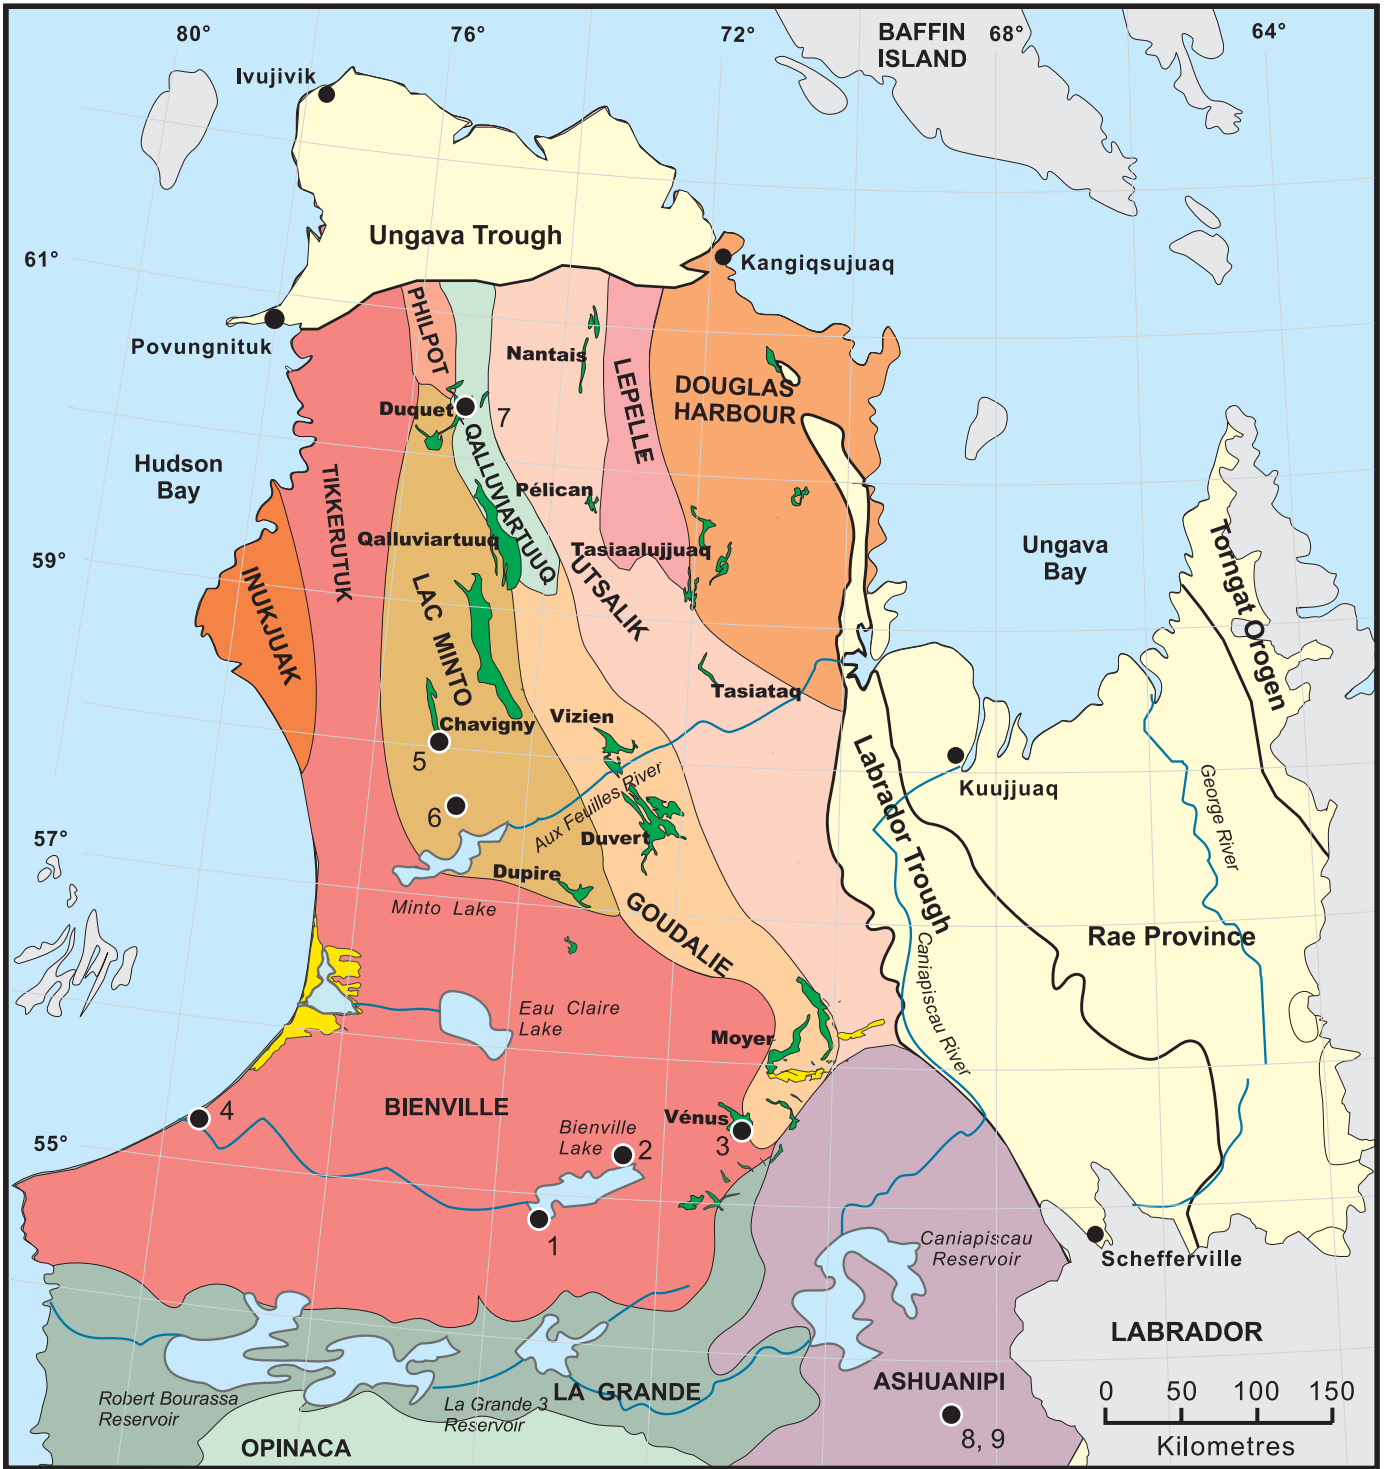 80°
76°
72°
BAFFIN
ISLAND
68°
64°
Ivujivik
Ungava Trough
61°
Kangiqsujuaq
Povungnituk
PHILPOT
Nantais
LEPELLE
DOUGLAS
HARBOUR
Duquet
7
QALLUVIARTUUQ
Hudson
Bay
TIKKERUTUK
Pélican
Qalluviartuuq
Tasiaalujjuaq
Ungava
Bay
Torngat Orogen
59°
INUKJUAK
LAC MINTO
UTSALIK
Tasiataq
Chavigny
Vizien
5
Labrador Trough
Kuujjuaq
George River
6
Aux Feuilles River
57°
Duvert
Dupire
Minto Lake
GOUDALIE
Caniapiscau River
Rae Province
Eau Claire
Lake
Moyer
BIENVILLE
4
Vénus
3
Bienville
Lake
2
55°
1
Caniapiscau
Reservoir
Schefferville
LABRADOR
Robert Bourassa
Reservoir
La Grande 3
Reservoir
LA GRANDE
ASHUANIPI
8, 9
OPINACA
0 50 100 150
Kilometres